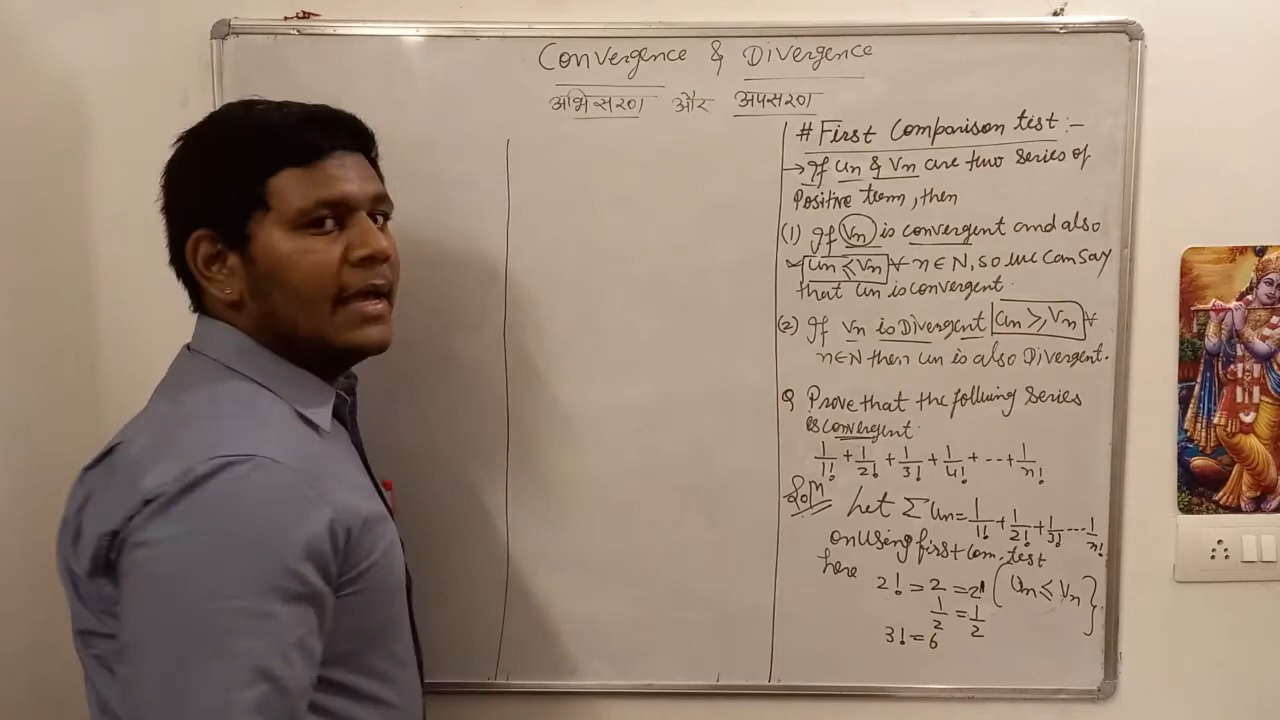 Convergence & Divergence
अभिसरण और अपसरण
# First Comparison test :-
→ If un & Vn are two series of
Positive term, then
(1) If Vn is convergent and also
un ≤ Vn ∀ n∈N, so we can say
that un is convergent.
(2) If Vn is Divergent un ≥ Vn ∀
n∈N then un is also Divergent.
Q Prove that the following series
is convergent.
1/1! + 1/2! + 1/3! + 1/4! + --- + 1/n!
Soln Let Σun = 1/1! + 1/2! + 1/3! ---- 1/n!
on using first com. test
here
2! = 2 = 2¹ (Un ≤ Vn}
1/2 = 1/2
3! = 6